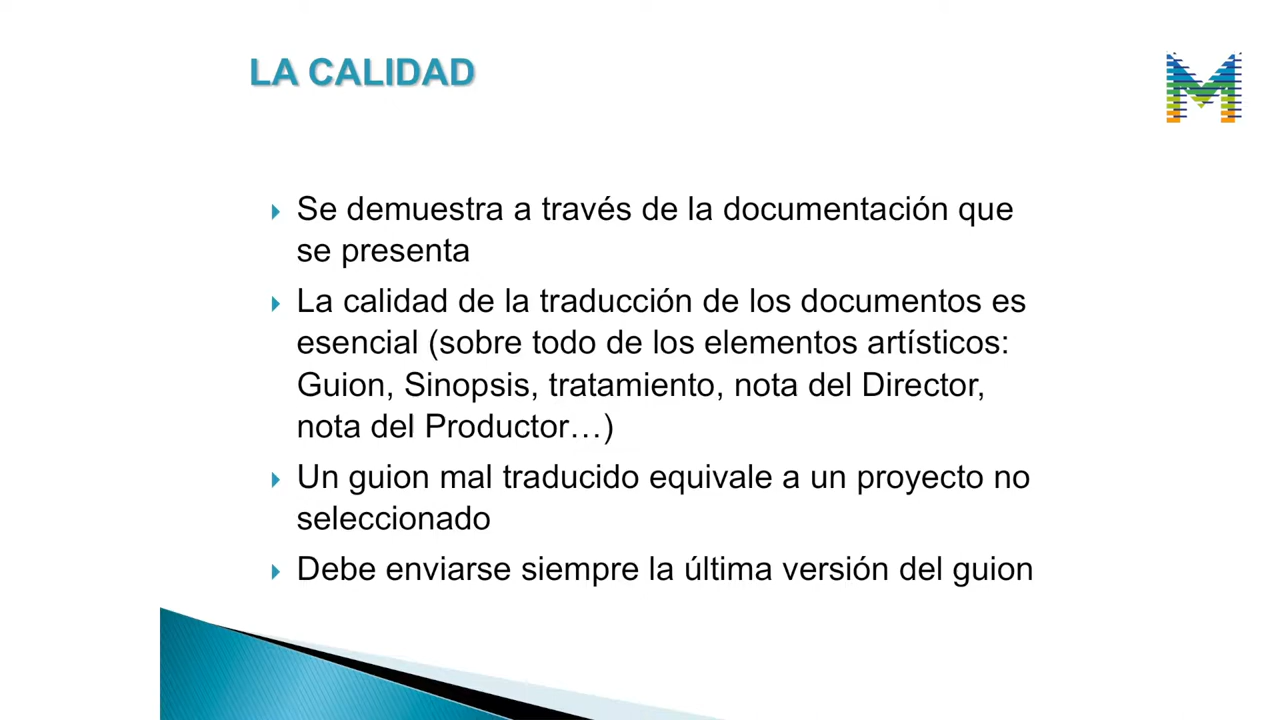 LA CALIDAD
M
Se demuestra a través de la documentación que
se presenta
La calidad de la traducción de los documentos es
esencial (sobre todo de los elementos artísticos:
Guion, Sinopsis, tratamiento, nota del Director,
nota del Productor…)
Un guion mal traducido equivale a un proyecto no
seleccionado
Debe enviarse siempre la última versión del guion